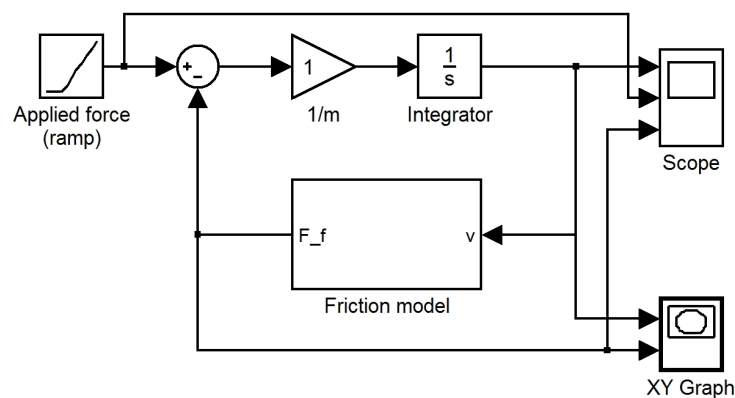 +
-
1
1
s
Applied force
(ramp)
1/m
Integrator
Scope
F_f
v
Friction model
XY Graph